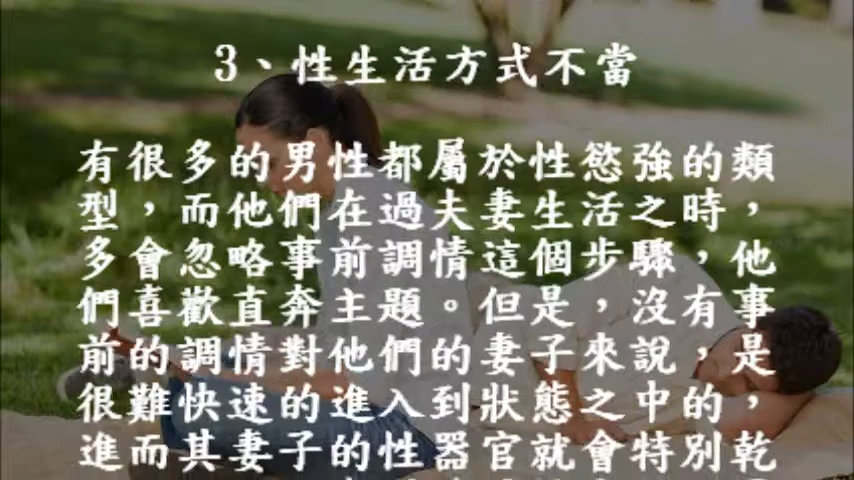 3、性生活方式不當
有很多的男性都屬於性慾強的類
型，而他們在過夫妻生活之時，
多會忽略事前調情這個步驟，他
們喜歡直奔主題。但是，沒有事
前的調情對他們的妻子來說，是
很難快速的進入到狀態之中的，
進而其妻子的性器官就會特別乾